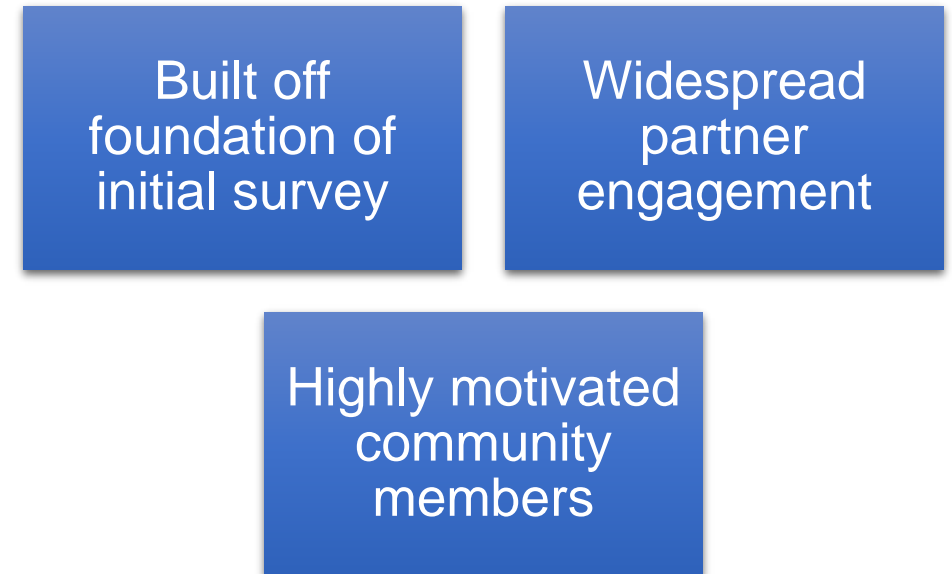 Built off
foundation of
initial survey
Widespread
partner
engagement
Highly motivated
community
members